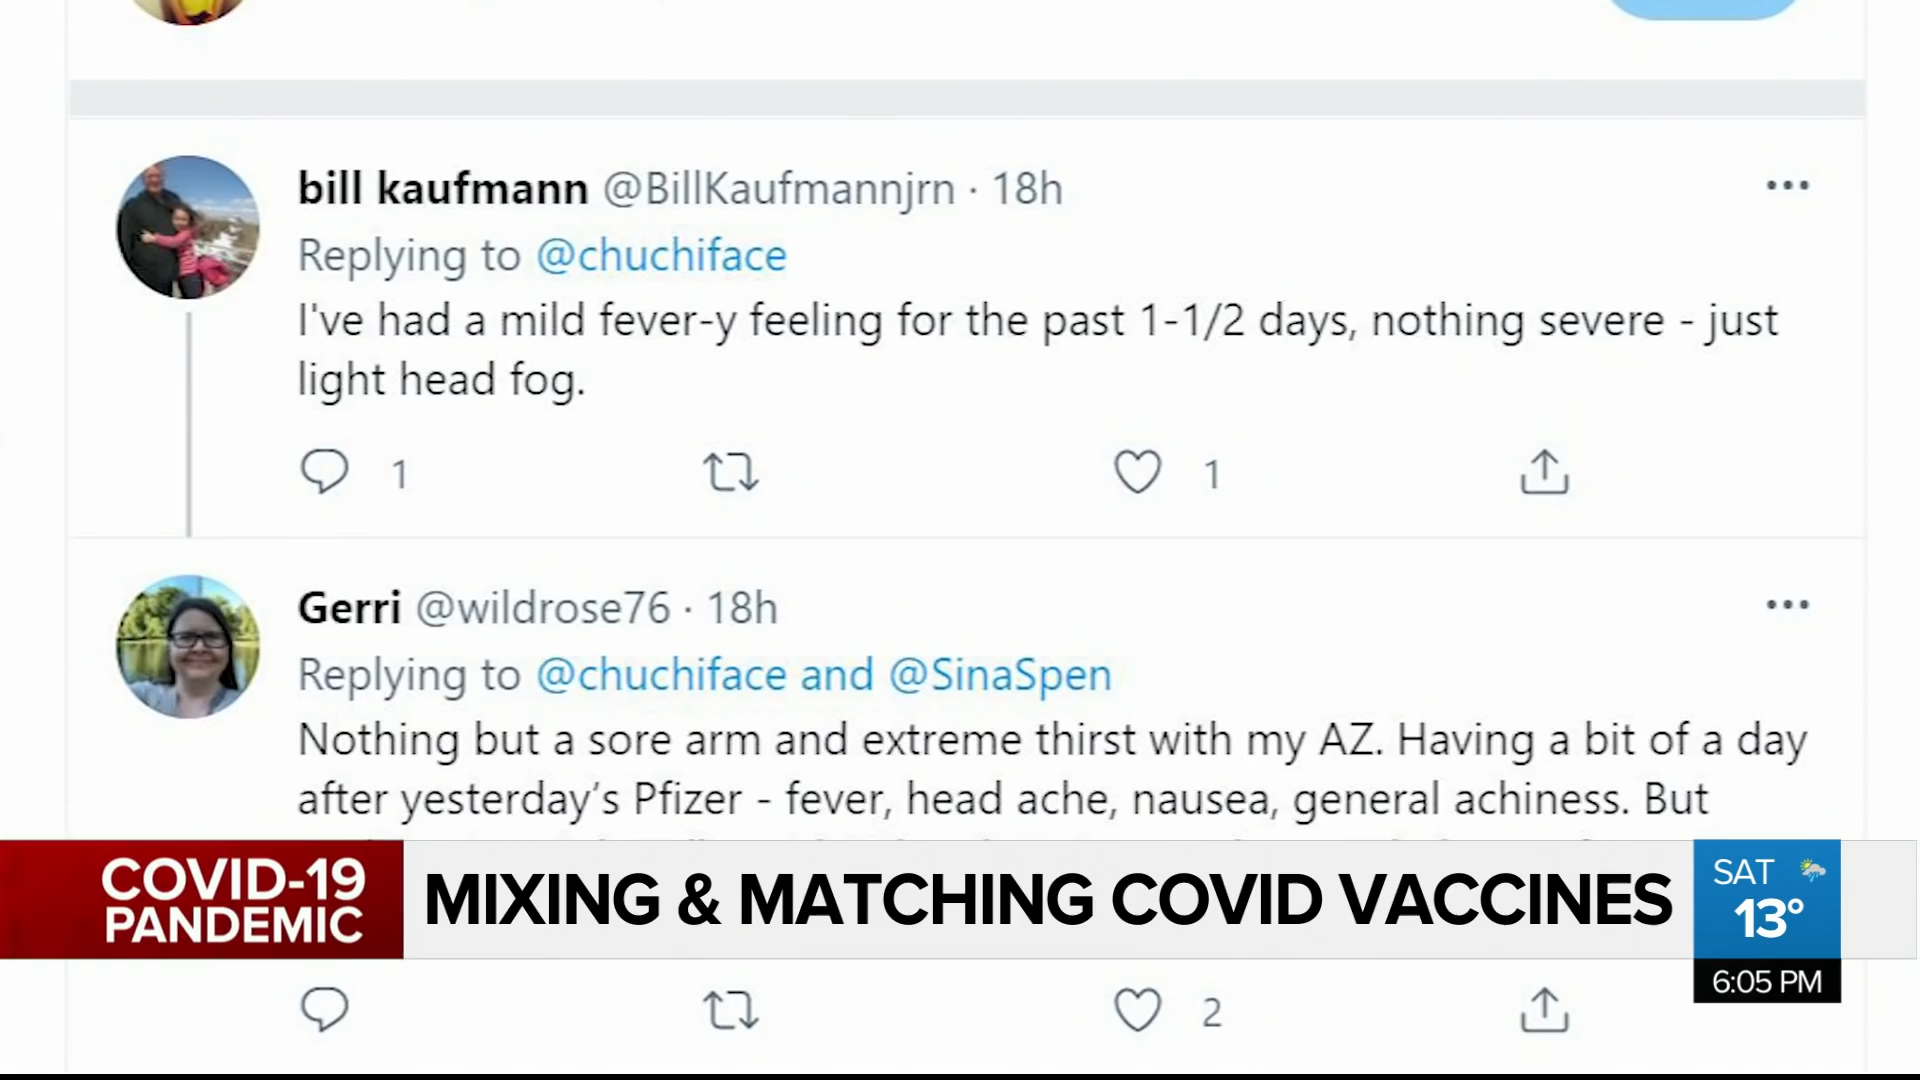 bill kaufmann @BillKaufmannjrn · 18h
Replying to @chuchiface
I've had a mild fever-y feeling for the past 1-1/2 days, nothing severe - just
light head fog.
1 1
Gerri @wildrose76 · 18h
Replying to @chuchiface and @SinaSpen
Nothing but a sore arm and extreme thirst with my AZ. Having a bit of a day
after yesterday's Pfizer - fever, head ache, nausea, general achiness. But
COVID-19
PANDEMIC
MIXING & MATCHING COVID VACCINES
SAT
13°
6:05 PM
2